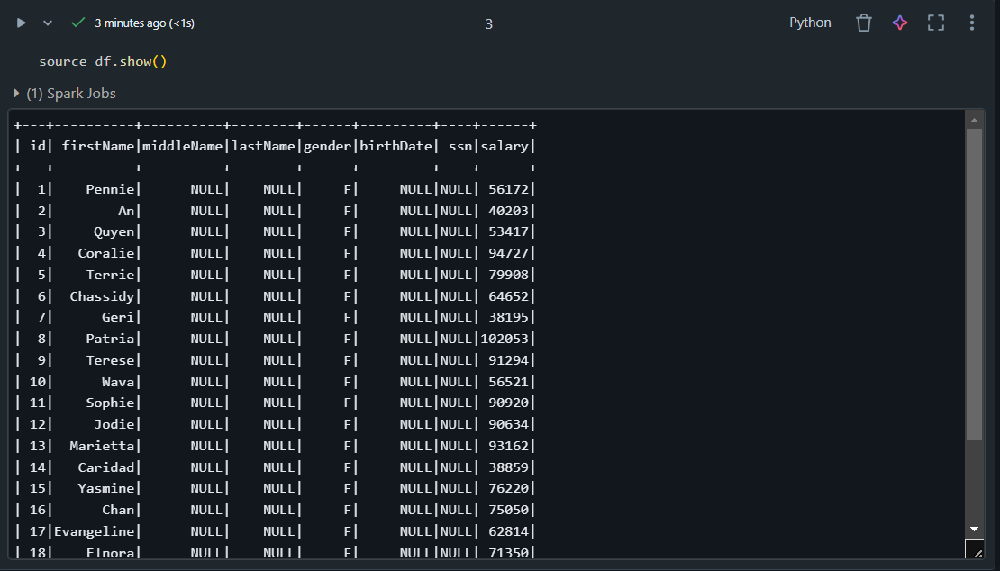 3 minutes ago (<1s) 3 Python
source_df.show()
(1) Spark Jobs
+---+----------+----------+--------+------+---------+----+------+
| id| firstName|middleName|lastName|gender|birthDate| ssn|salary|
+---+----------+----------+--------+------+---------+----+------+
|  1|    Pennie|      NULL|    NULL|     F|     NULL|NULL| 56172|
|  2|        An|      NULL|    NULL|     F|     NULL|NULL| 40203|
|  3|     Quyen|      NULL|    NULL|     F|     NULL|NULL| 53417|
|  4|   Coralie|      NULL|    NULL|     F|     NULL|NULL| 94727|
|  5|    Terrie|      NULL|    NULL|     F|     NULL|NULL| 79908|
|  6|  Chassidy|      NULL|    NULL|     F|     NULL|NULL| 64652|
|  7|      Geri|      NULL|    NULL|     F|     NULL|NULL| 38195|
|  8|    Patria|      NULL|    NULL|     F|     NULL|NULL|102053|
|  9|    Terese|      NULL|    NULL|     F|     NULL|NULL| 91294|
| 10|      Wava|      NULL|    NULL|     F|     NULL|NULL| 56521|
| 11|    Sophie|      NULL|    NULL|     F|     NULL|NULL| 90920|
| 12|     Jodie|      NULL|    NULL|     F|     NULL|NULL| 90634|
| 13|  Marietta|      NULL|    NULL|     F|     NULL|NULL| 93162|
| 14|   Caridad|      NULL|    NULL|     F|     NULL|NULL| 38859|
| 15|   Yasmine|      NULL|    NULL|     F|     NULL|NULL| 76220|
| 16|      Chan|      NULL|    NULL|     F|     NULL|NULL| 75050|
| 17|Evangeline|      NULL|    NULL|     F|     NULL|NULL| 62814|
| 18|    Elnora|      NULL|    NULL|     F|     NULL|NULL| 71350|